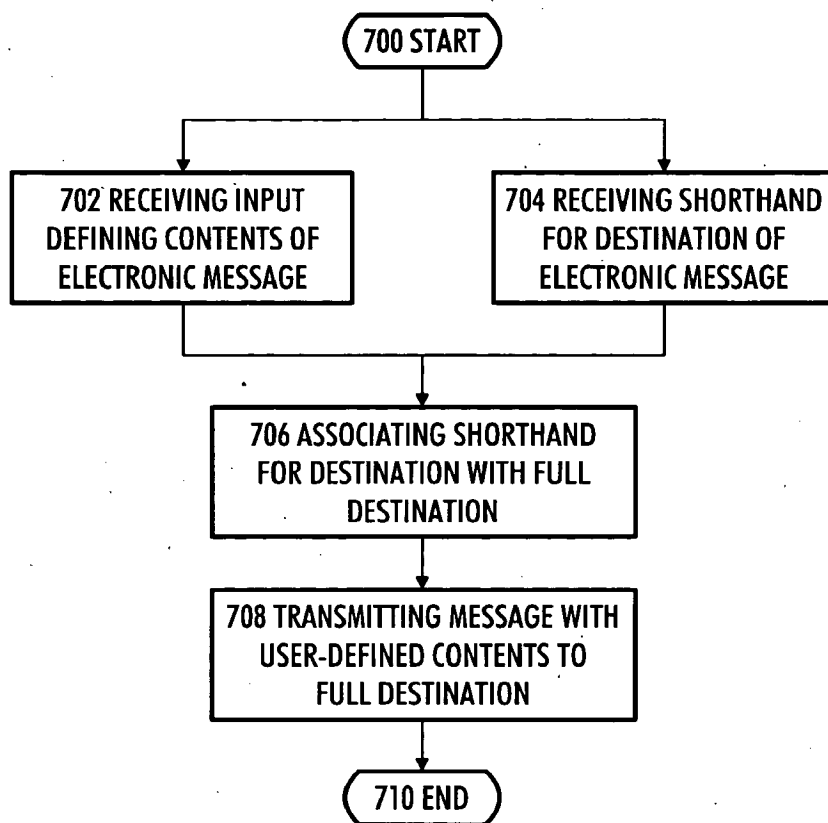 700 START
702 RECEIVING INPUT
DEFINING CONTENTS OF
ELECTRONIC MESSAGE
704 RECEIVING SHORTHAND
FOR DESTINATION OF
ELECTRONIC MESSAGE
706 ASSOCIATING SHORTHAND
FOR DESTINATION WITH FULL
DESTINATION
708 TRANSMITTING MESSAGE WITH
USER-DEFINED CONTENTS TO
FULL DESTINATION
710 END